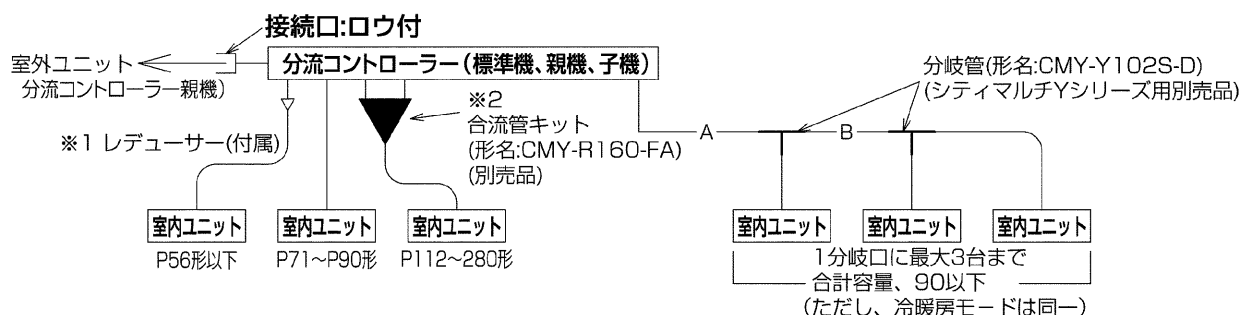 接続口:ロウ付
室外ユニット
分流コントローラー親機)
分流コントローラー(標準機、親機、子機)
※1 レデューサー(付属)
※2
合流管キット
(形名:CMY-R160-FA)
(別売品)
分岐管(形名:CMY-Y102S-D)
(シティマルチYシリーズ用別売品)
A
B
室内ユニット
P56形以下
室内ユニット
P71〜P90形
室内ユニット
P112〜280形
室内ユニット
室内ユニット
室内ユニット
1分岐口に最大3台まで
合計容量、90以下
(ただし、冷暖房モードは同一)